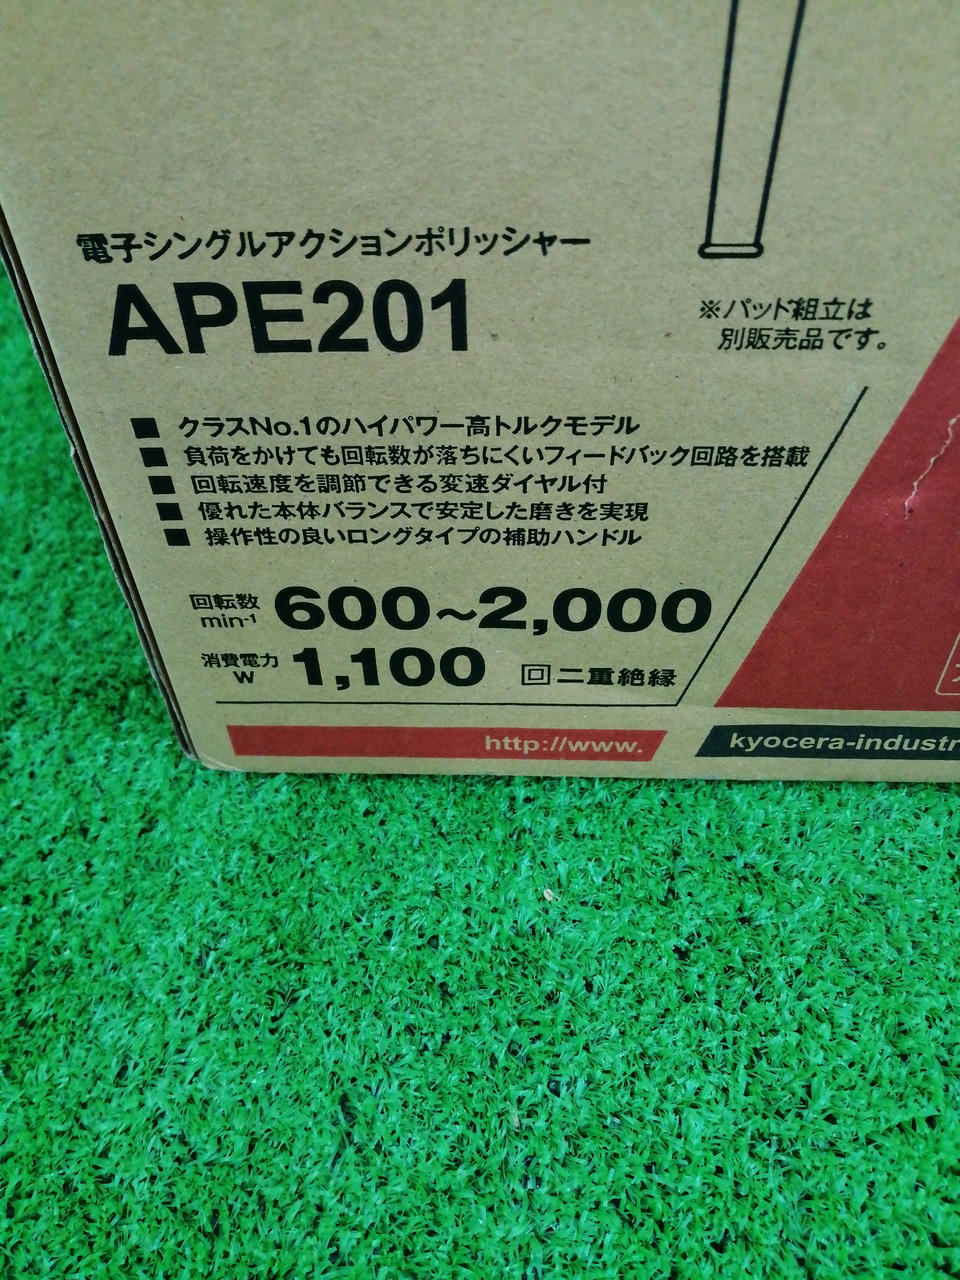 電子シングルアクションポリッシャー
APE201
※パッド組立は
別販売品です。
■ クラスNo.1のハイパワー高トルクモデル
■ 負荷をかけても回転数が落ちにくいフィードバック回路を搭載
■ 回転速度を調節できる変速ダイヤル付
■ 優れた本体バランスで安定した磨きを実現
■ 操作性の良いロングタイプの補助ハンドル
回転数 min-1 600~2,000
消費電力 W 1,100 回 二重絶縁
http://www. kyocera-industr